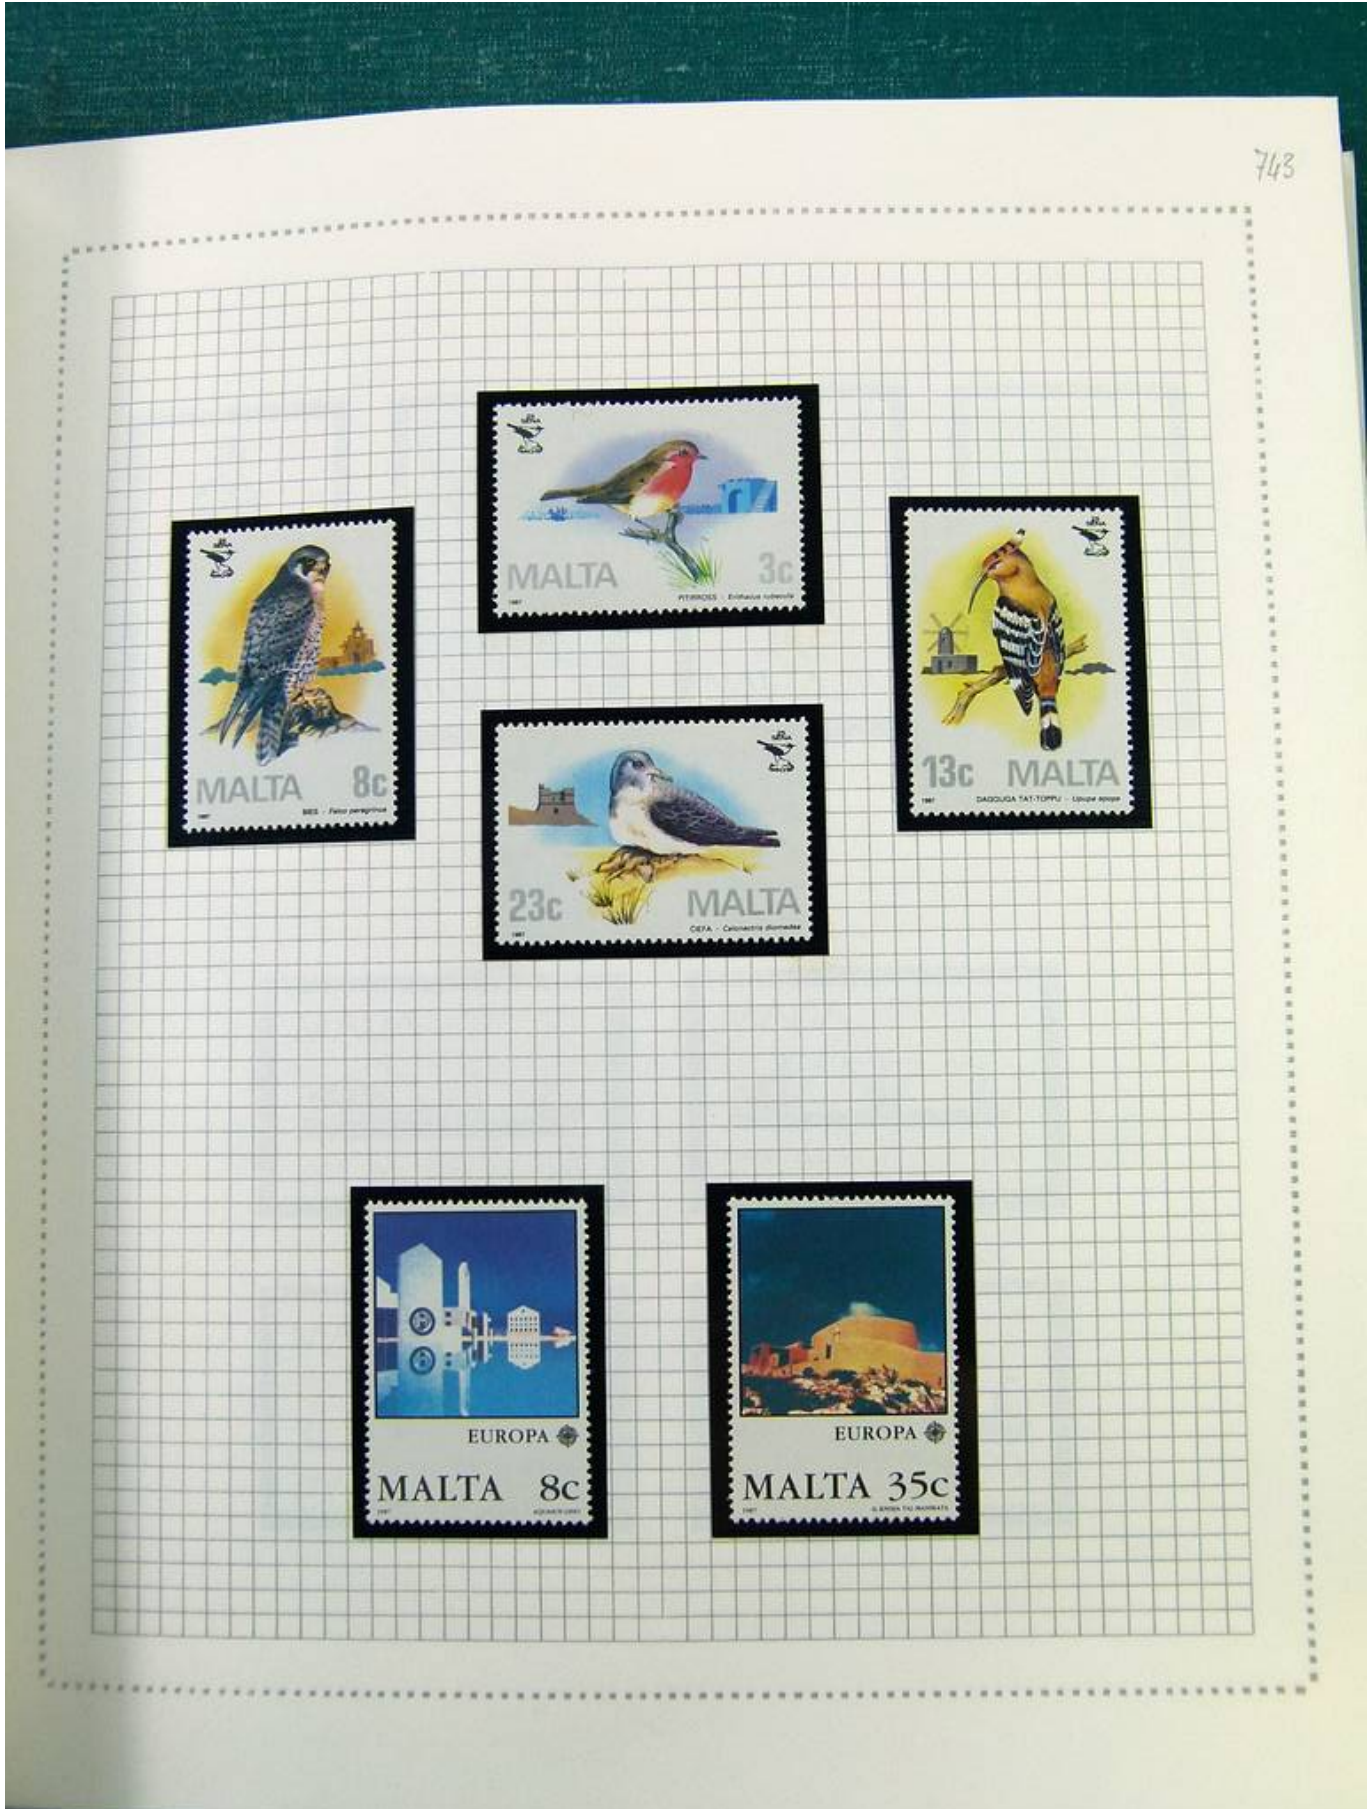 743
MALTA 3c
1987 PITIRROSS - Erithacus rubecula
MALTA 8c
1987 BIES - Falco peregrinus
13c MALTA
1987 DAQQUQA TAT-TOPPU - Upupa epops
23c MALTA
1987 ĊIEFA - Calonectris diomedea
EUROPA
MALTA 8c
1987
EUROPA
MALTA 35c
1987